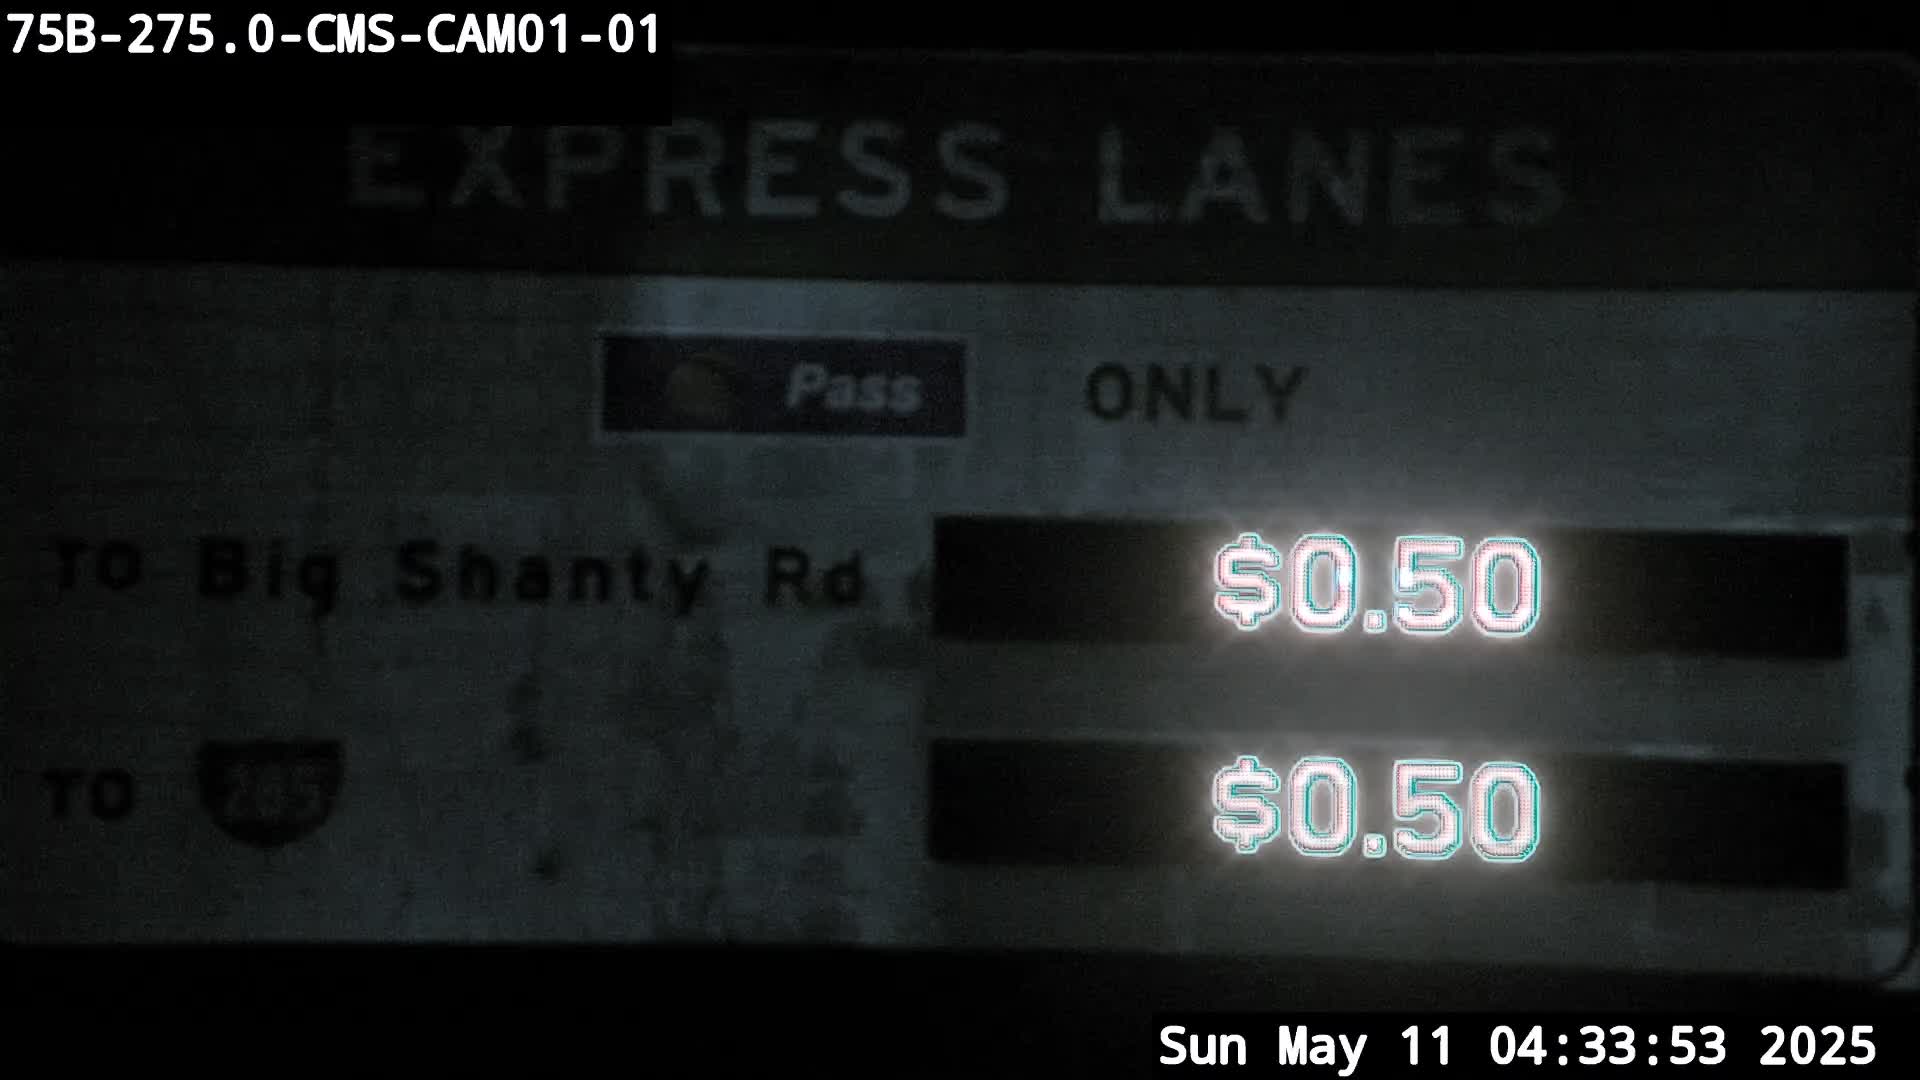 75B-275.0-CMS-CAM01-01
EXPRESS LANES
Pass ONLY
TO Big Shanty Rd $0.50
TO 285 $0.50
Sun May 11 04:33:53 2025